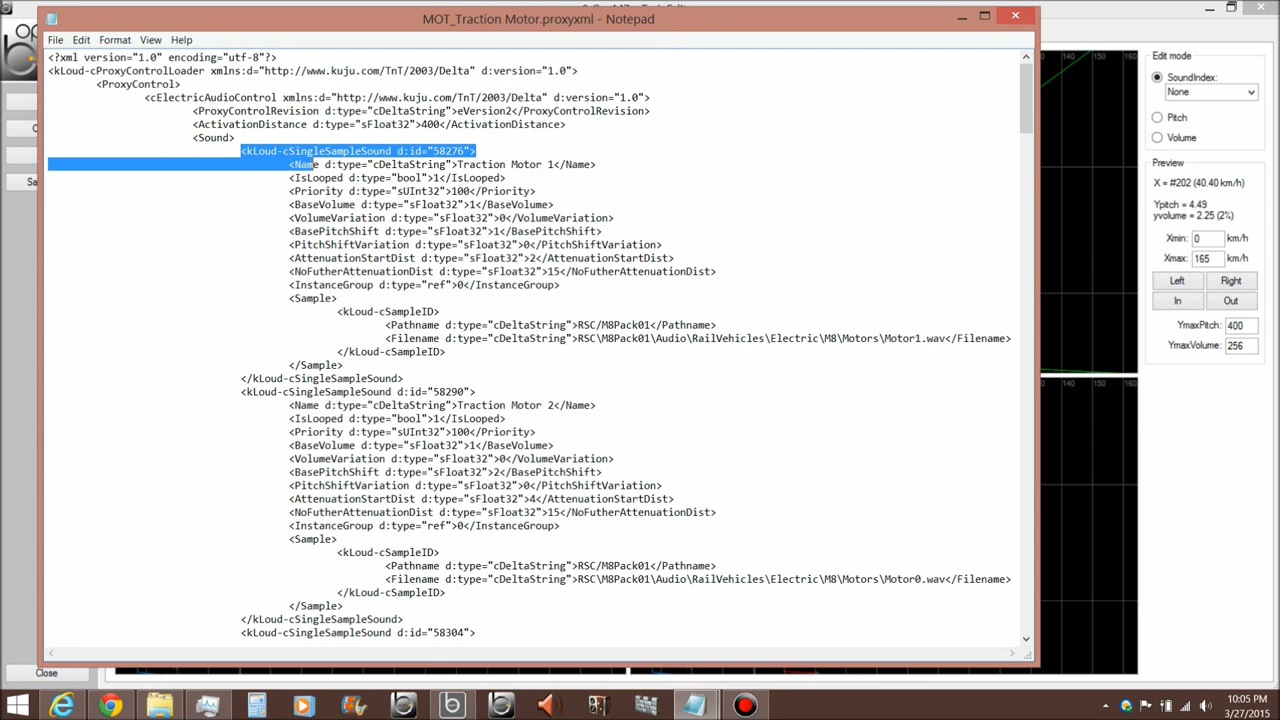 MOT_Traction Motor.proxyxml - Notepad
File Edit Format View Help
<?xml version="1.0" encoding="utf-8"?>
<kLoud-cProxyControlLoader xmlns:d="http://www.kuju.com/TnT/2003/Delta" d:version="1.0">
<ProxyControl>
<cElectricAudioControl xmlns:d="http://www.kuju.com/TnT/2003/Delta" d:version="1.0">
<ProxyControlRevision d:type="cDeltaString">eVersion2</ProxyControlRevision>
<ActivationDistance d:type="sFloat32">400</ActivationDistance>
<Sound>
<kLoud-cSingleSampleSound d:id="58276">
<Name d:type="cDeltaString">Traction Motor 1</Name>
<IsLooped d:type="bool">1</IsLooped>
<Priority d:type="sUInt32">100</Priority>
<BaseVolume d:type="sFloat32">1</BaseVolume>
<VolumeVariation d:type="sFloat32">0</VolumeVariation>
<BasePitchShift d:type="sFloat32">1</BasePitchShift>
<PitchShiftVariation d:type="sFloat32">0</PitchShiftVariation>
<AttenuationStartDist d:type="sFloat32">2</AttenuationStartDist>
<NoFutherAttenuationDist d:type="sFloat32">15</NoFutherAttenuationDist>
<InstanceGroup d:type="ref">0</InstanceGroup>
<Sample>
<kLoud-cSampleID>
<Pathname d:type="cDeltaString">RSC/M8Pack01</Pathname>
<Filename d:type="cDeltaString">RSC\M8Pack01\Audio\RailVehicles\Electric\M8\Motors\Motor1.wav</Filename>
</kLoud-cSampleID>
</Sample>
</kLoud-cSingleSampleSound>
<kLoud-cSingleSampleSound d:id="58290">
<Name d:type="cDeltaString">Traction Motor 2</Name>
<IsLooped d:type="bool">1</IsLooped>
<Priority d:type="sUInt32">100</Priority>
<BaseVolume d:type="sFloat32">1</BaseVolume>
<VolumeVariation d:type="sFloat32">0</VolumeVariation>
<BasePitchShift d:type="sFloat32">2</BasePitchShift>
<PitchShiftVariation d:type="sFloat32">0</PitchShiftVariation>
<AttenuationStartDist d:type="sFloat32">4</AttenuationStartDist>
<NoFutherAttenuationDist d:type="sFloat32">15</NoFutherAttenuationDist>
<InstanceGroup d:type="ref">0</InstanceGroup>
<Sample>
<kLoud-cSampleID>
<Pathname d:type="cDeltaString">RSC/M8Pack01</Pathname>
<Filename d:type="cDeltaString">RSC\M8Pack01\Audio\RailVehicles\Electric\M8\Motors\Motor0.wav</Filename>
</kLoud-cSampleID>
</Sample>
</kLoud-cSingleSampleSound>
<kLoud-cSingleSampleSound d:id="58304">
Edit mode
SoundIndex:
None
Pitch
Volume
Preview
X = #202 (40.40 km/h)
Ypitch = 4.49
yvolume = 2.25 (2%)
Xmin: 0 km/h
Xmax: 165 km/h
Left Right
In Out
YmaxPitch: 400
YmaxVolume: 256
140 150 160
140 150 160
Close
10:05 PM
3/27/2015